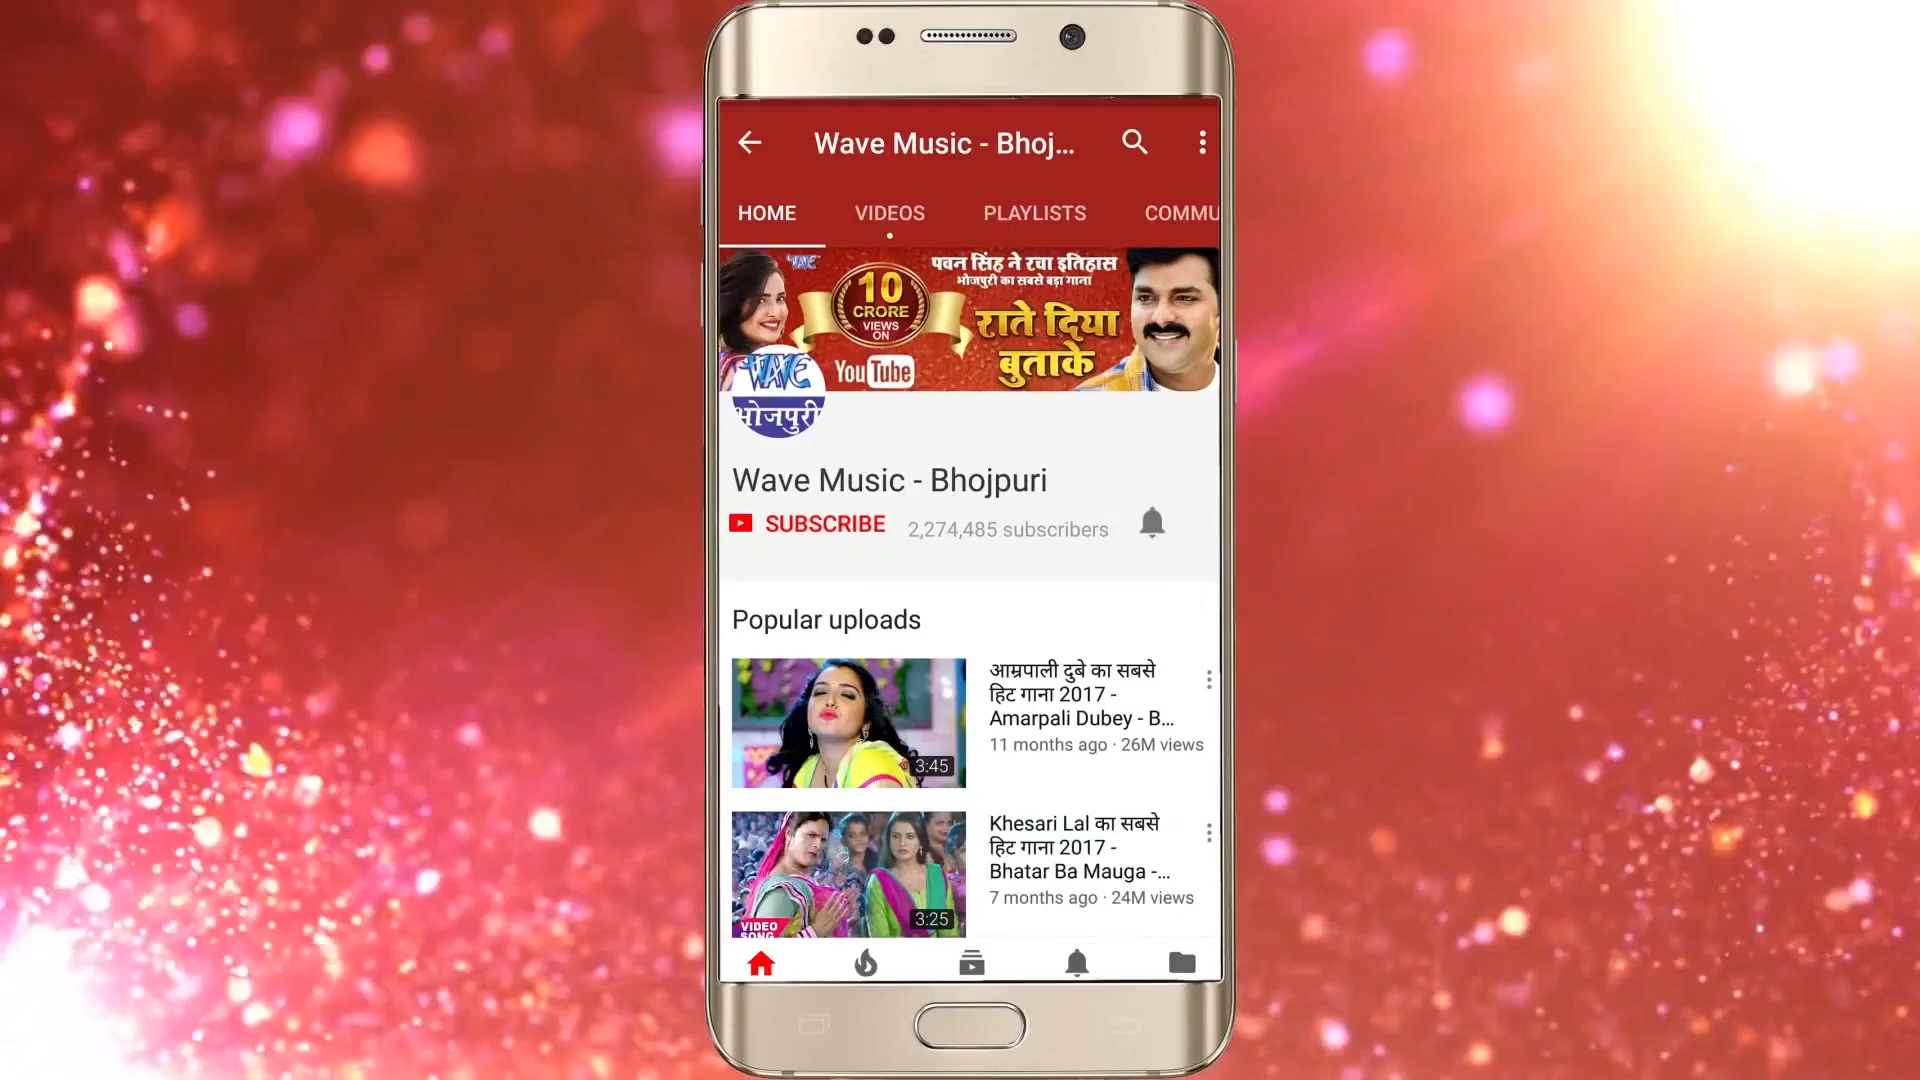 Wave Music - Bhoj...
HOME VIDEOS PLAYLISTS COMMU
WAVE
पवन सिंह ने रचा इतिहास
भोजपुरी का सबसे बड़ा गाना
10
CRORE
VIEWS
ON
YouTube
राते दिया
बुताके
WAVE
भोजपुरी
Wave Music - Bhojpuri
SUBSCRIBE 2,274,485 subscribers
Popular uploads
आम्रपाली दुबे का सबसे
हिट गाना 2017 -
Amarpali Dubey - B...
11 months ago · 26M views
3:45
Khesari Lal का सबसे
हिट गाना 2017 -
Bhatar Ba Mauga -...
7 months ago · 24M views
3:25
VIDEO
SONG